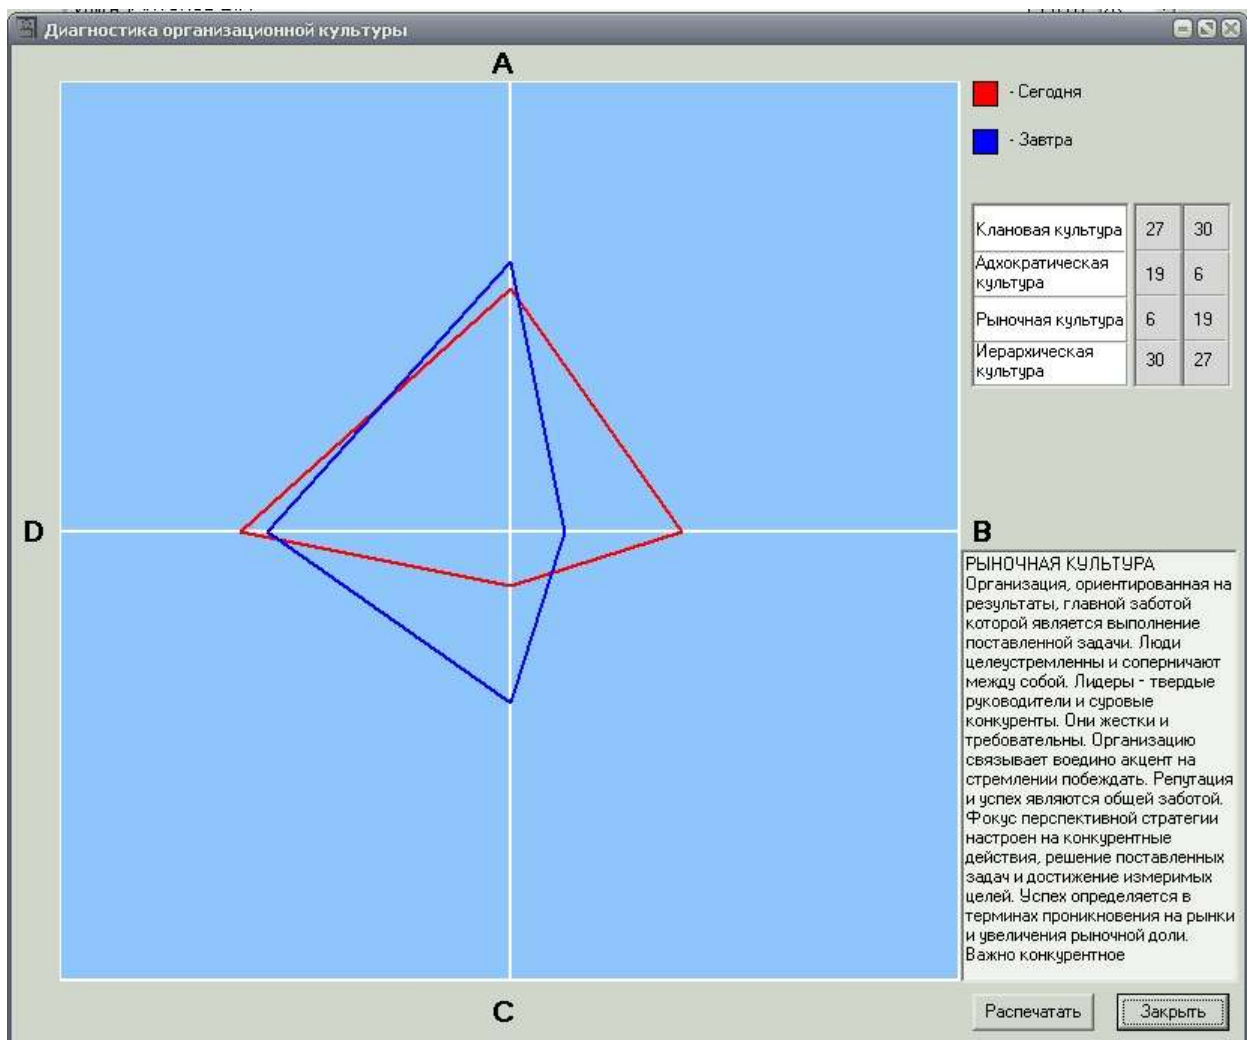 Диагностика организационной культуры
A
- Сегодня
- Завтра
Клановая культура 27 30
Адхократическая
культура 19 6
Рыночная культура 6 19
Иерархическая
культура 30 27
D
B
РЫНОЧНАЯ КУЛЬТУРА
Организация, ориентированная на
результаты, главной заботой
которой является выполнение
поставленной задачи. Люди
целеустремленны и соперничают
между собой. Лидеры - твердые
руководители и суровые
конкуренты. Они жестки и
требовательны. Организацию
связывает воедино акцент на
стремлении побеждать. Репутация
и успех являются общей заботой.
Фокус перспективной стратегии
настроен на конкурентные
действия, решение поставленных
задач и достижение измеримых
целей. Успех определяется в
терминах проникновения на рынки
и увеличения рыночной доли.
Важно конкурентное
C
Распечатать
Закрыть